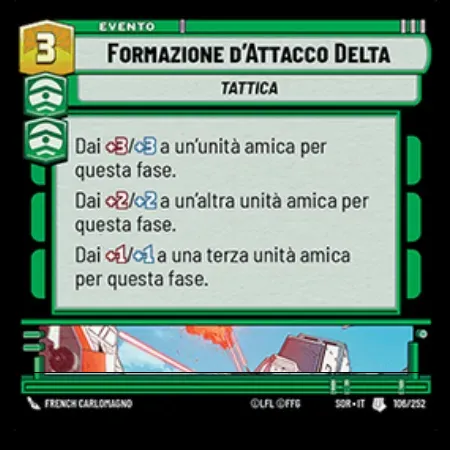 3
EVENTO
FORMAZIONE D'ATTACCO DELTA
TATTICA
Dai +3/+3 a un'unità amica per
questa fase.
Dai +2/+2 a un'altra unità amica per
questa fase.
Dai +1/+1 a una terza unità amica
per questa fase.
FRENCH CARLOMAGNO
©LFL ©FFG
SOR • IT
106/252